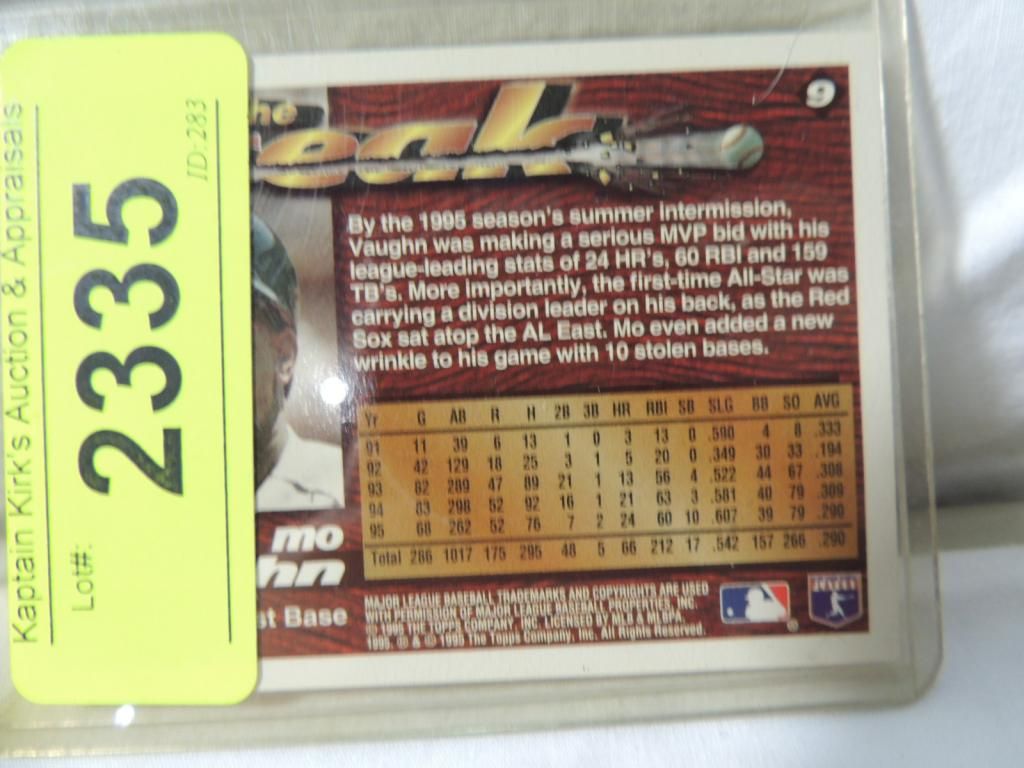 Kaptain Kirk's Auction & Appraisals
Lot#:
2335
ID:283
9
By the 1995 season's summer intermission,
Vaughn was making a serious MVP bid with his
league-leading stats of 24 HR's, 60 RBI and 159
TB's. More importantly, the first-time All-Star was
carrying a division leader on his back, as the Red
Sox sat atop the AL East. Mo even added a new
wrinkle to his game with 10 stolen bases.
Yr G AB R H 2B 3B HR RBI SB SLG BB SO AVG
91 11 39 6 13 1 0 3 13 0 .590 4 8 .333
92 42 129 18 25 3 1 5 20 0 .349 30 33 .194
93 82 289 47 89 21 1 13 56 4 .522 44 67 .308
94 83 298 52 92 16 1 21 63 3 .581 40 79 .309
95 68 262 52 76 7 2 24 60 10 .607 39 79 .290
Total 286 1017 175 295 48 5 66 212 17 .542 157 266 .290
mo
hn
st Base
MAJOR LEAGUE BASEBALL TRADEMARKS AND COPYRIGHTS ARE USED
WITH PERMISSION OF MAJOR LEAGUE BASEBALL PROPERTIES, INC.
© 1995 THE TOPPS COMPANY, INC. LICENSED BY MLB & MLBPA.
1995. © & © 1995 The Topps Company, Inc. All Rights Reserved.